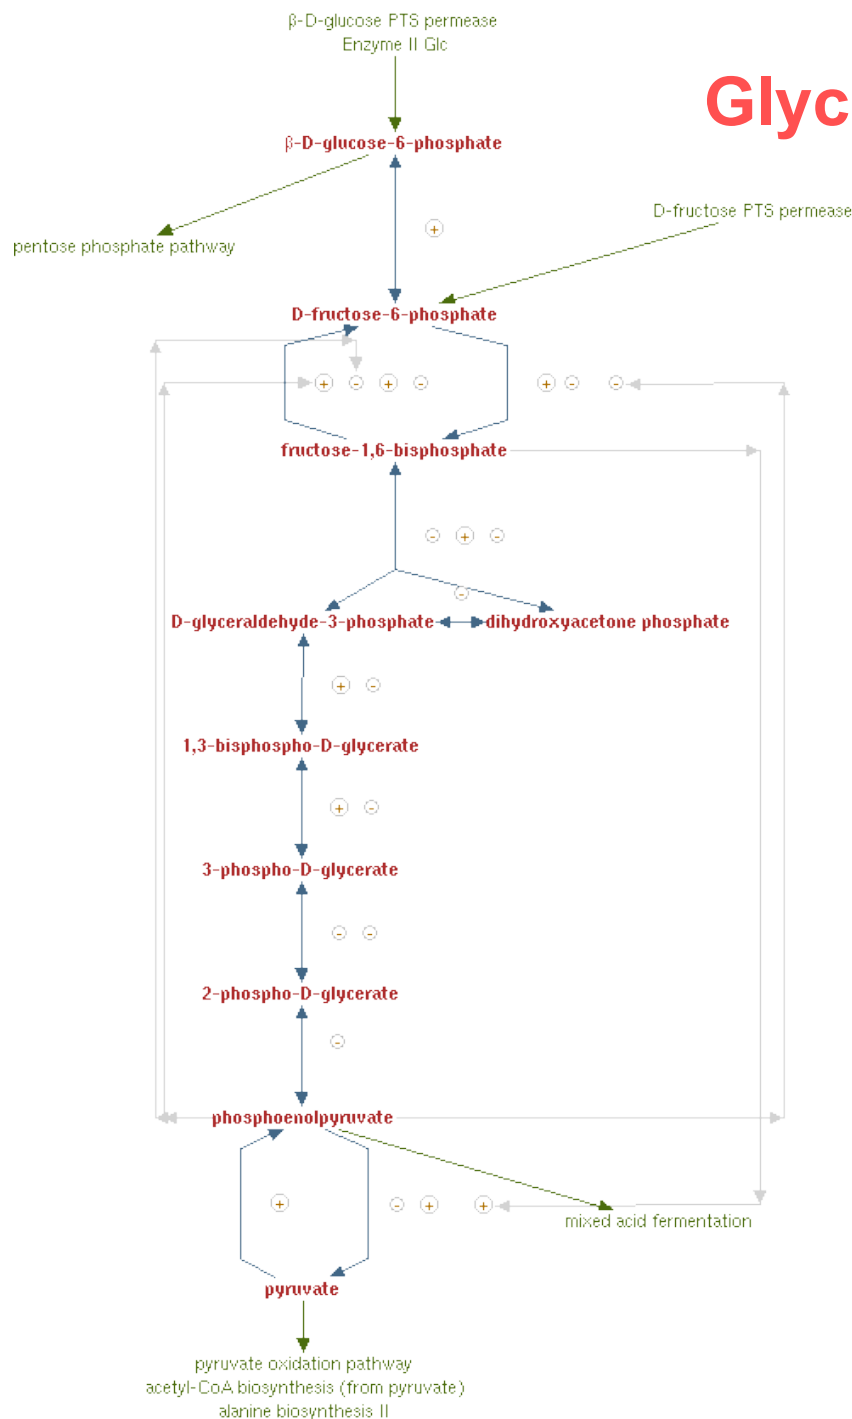 β-D-glucose PTS permease
Enzyme II Glc
Glyc
β-D-glucose-6-phosphate
D-fructose PTS permease
pentose phosphate pathway
D-fructose-6-phosphate
+ - + - + - -
fructose-1,6-bisphosphate
- + -
-
D-glyceraldehyde-3-phosphate dihydroxyacetone phosphate
+ -
1,3-bisphospho-D-glycerate
+ -
3-phospho-D-glycerate
- -
2-phospho-D-glycerate
-
phosphoenolpyruvate
+ - + +
mixed acid fermentation
pyruvate
pyruvate oxidation pathway
acetyl-CoA biosynthesis (from pyruvate)
alanine biosynthesis II